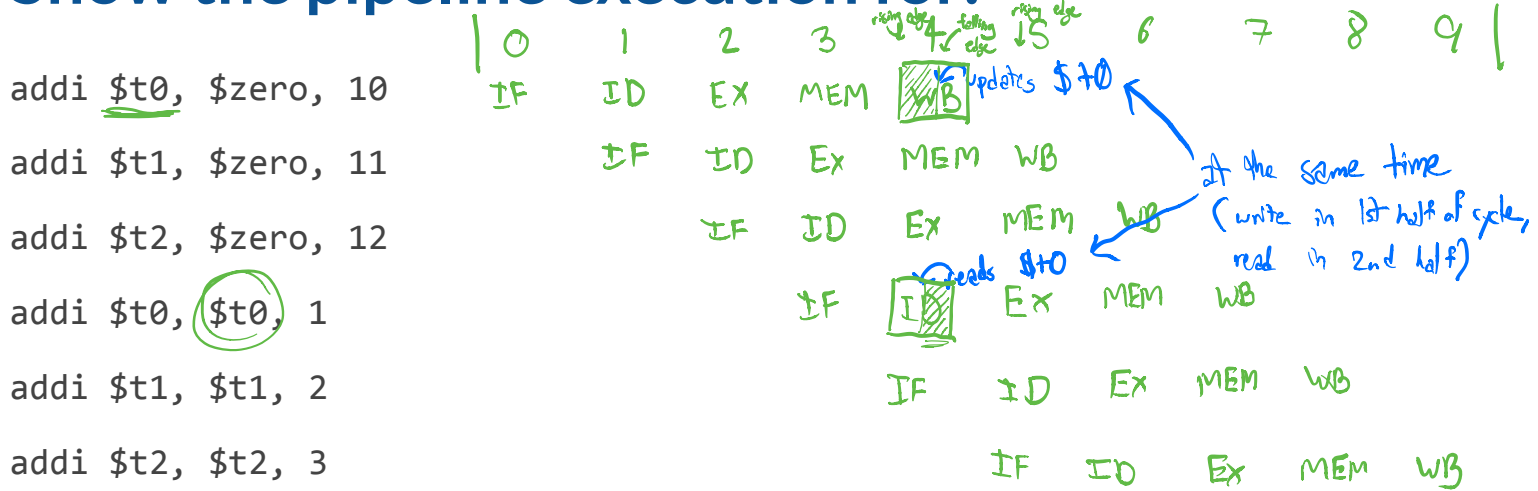 Show the pipeline execution for:
rising edge falling edge rising edge
0 1 2 3 4 5 6 7 8 9
addi $t0, $zero, 10 IF ID EX MEM WB updates $t0
addi $t1, $zero, 11 IF ID Ex MEM WB
at the same time
(write in 1st half of cycle,
read in 2nd half)
addi $t2, $zero, 12 IF ID Ex MEM WB
reads $t0
addi $t0, $t0, 1 IF ID Ex MEM WB
addi $t1, $t1, 2 IF ID Ex MEM WB
addi $t2, $t2, 3 IF ID Ex MEM WB